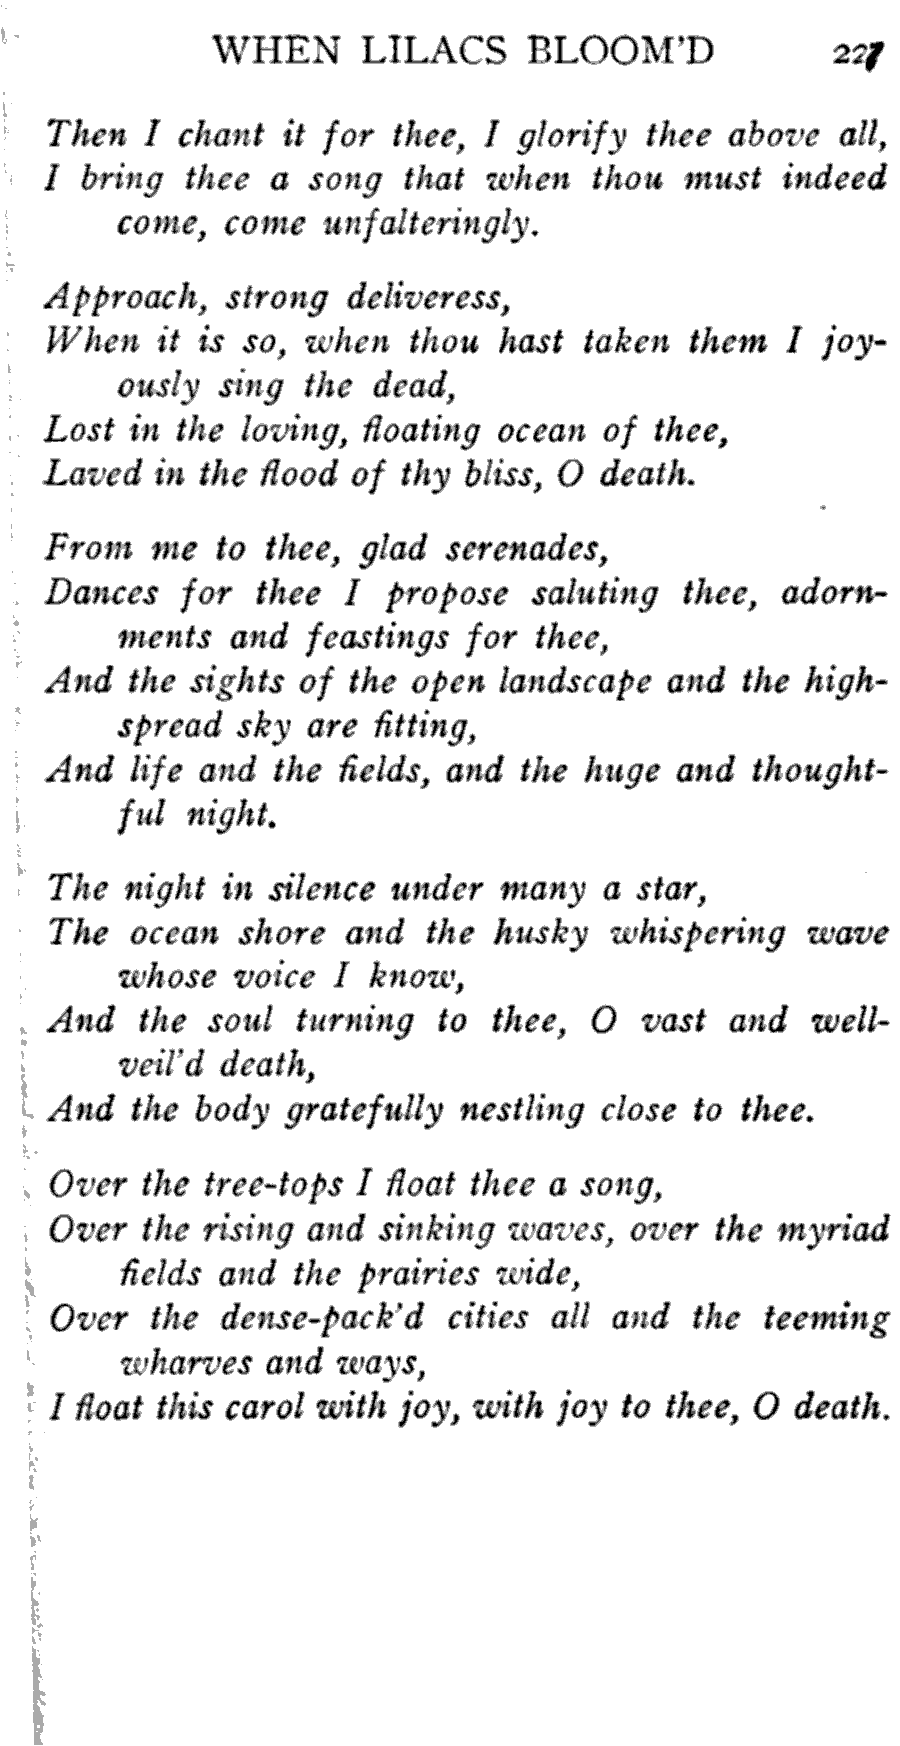 WHEN LILACS BLOOM'D 227
Then I chant it for thee, I glorify thee above all,
I bring thee a song that when thou must indeed
come, come unfalteringly.
Approach, strong deliveress,
When it is so, when thou hast taken them I joy-
ously sing the dead,
Lost in the loving, floating ocean of thee,
Laved in the flood of thy bliss, O death.
From me to thee, glad serenades,
Dances for thee I propose saluting thee, adorn-
ments and feastings for thee,
And the sights of the open landscape and the high-
spread sky are fitting,
And life and the fields, and the huge and thought-
ful night.
The night in silence under many a star,
The ocean shore and the husky whispering wave
whose voice I know,
And the soul turning to thee, O vast and well-
veil'd death,
And the body gratefully nestling close to thee.
Over the tree-tops I float thee a song,
Over the rising and sinking waves, over the myriad
fields and the prairies wide,
Over the dense-pack'd cities all and the teeming
wharves and ways,
I float this carol with joy, with joy to thee, O death.